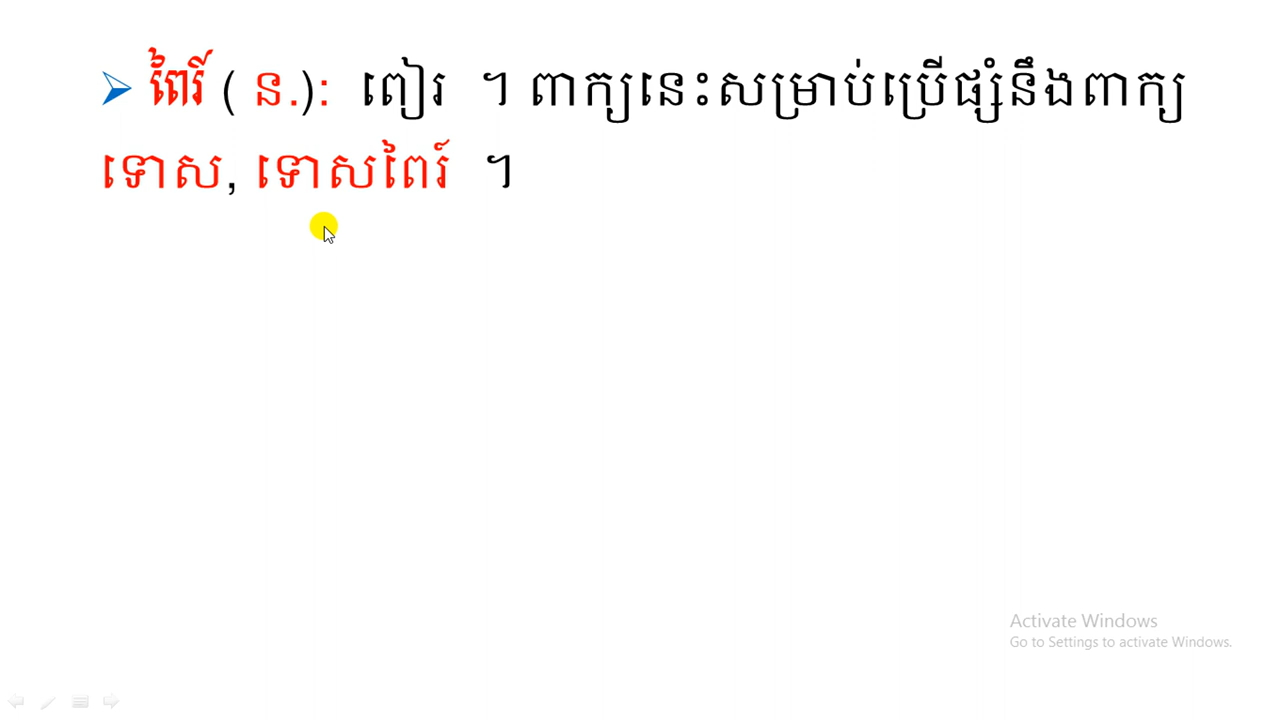 ពៃរ៍ ( ន.): ពៀរ ។ ពាក្យនេះសម្រាប់ប្រើផ្សំនឹងពាក្យ
ទោស, ទោសពៃរ៍ ។
Activate Windows
Go to Settings to activate Windows.